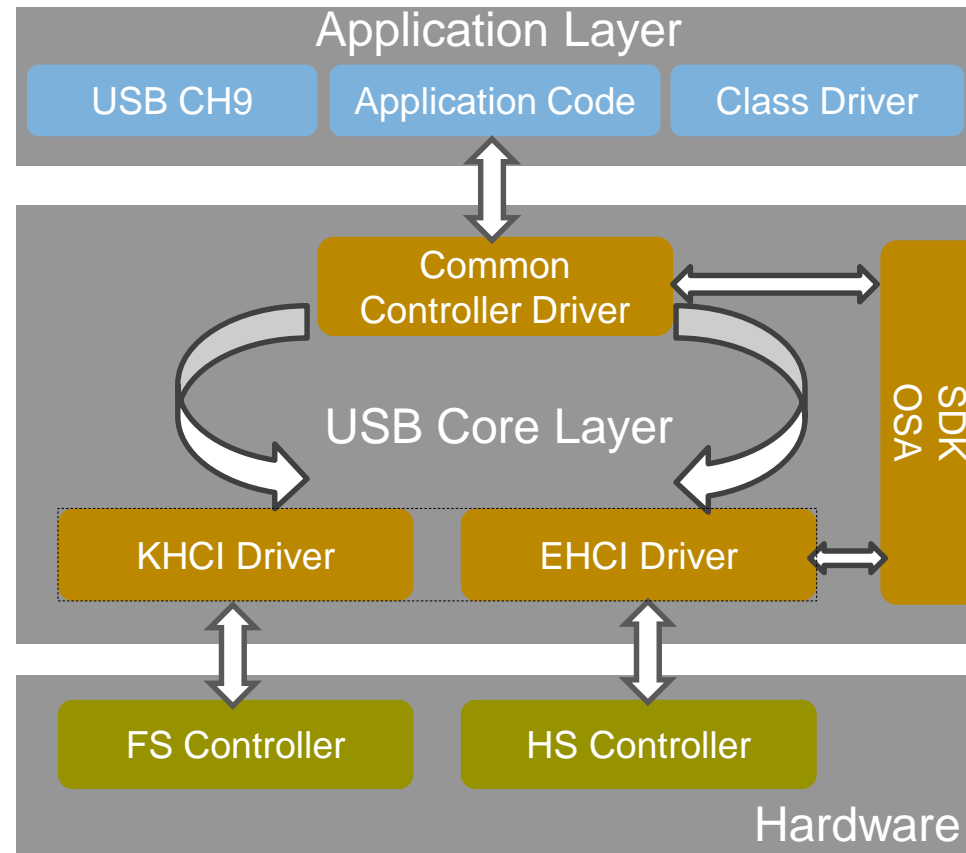 Application Layer
USB CH9
Application Code
Class Driver
Common
Controller Driver
SDK
OSA
USB Core Layer
KHCI Driver
EHCI Driver
FS Controller
HS Controller
Hardware